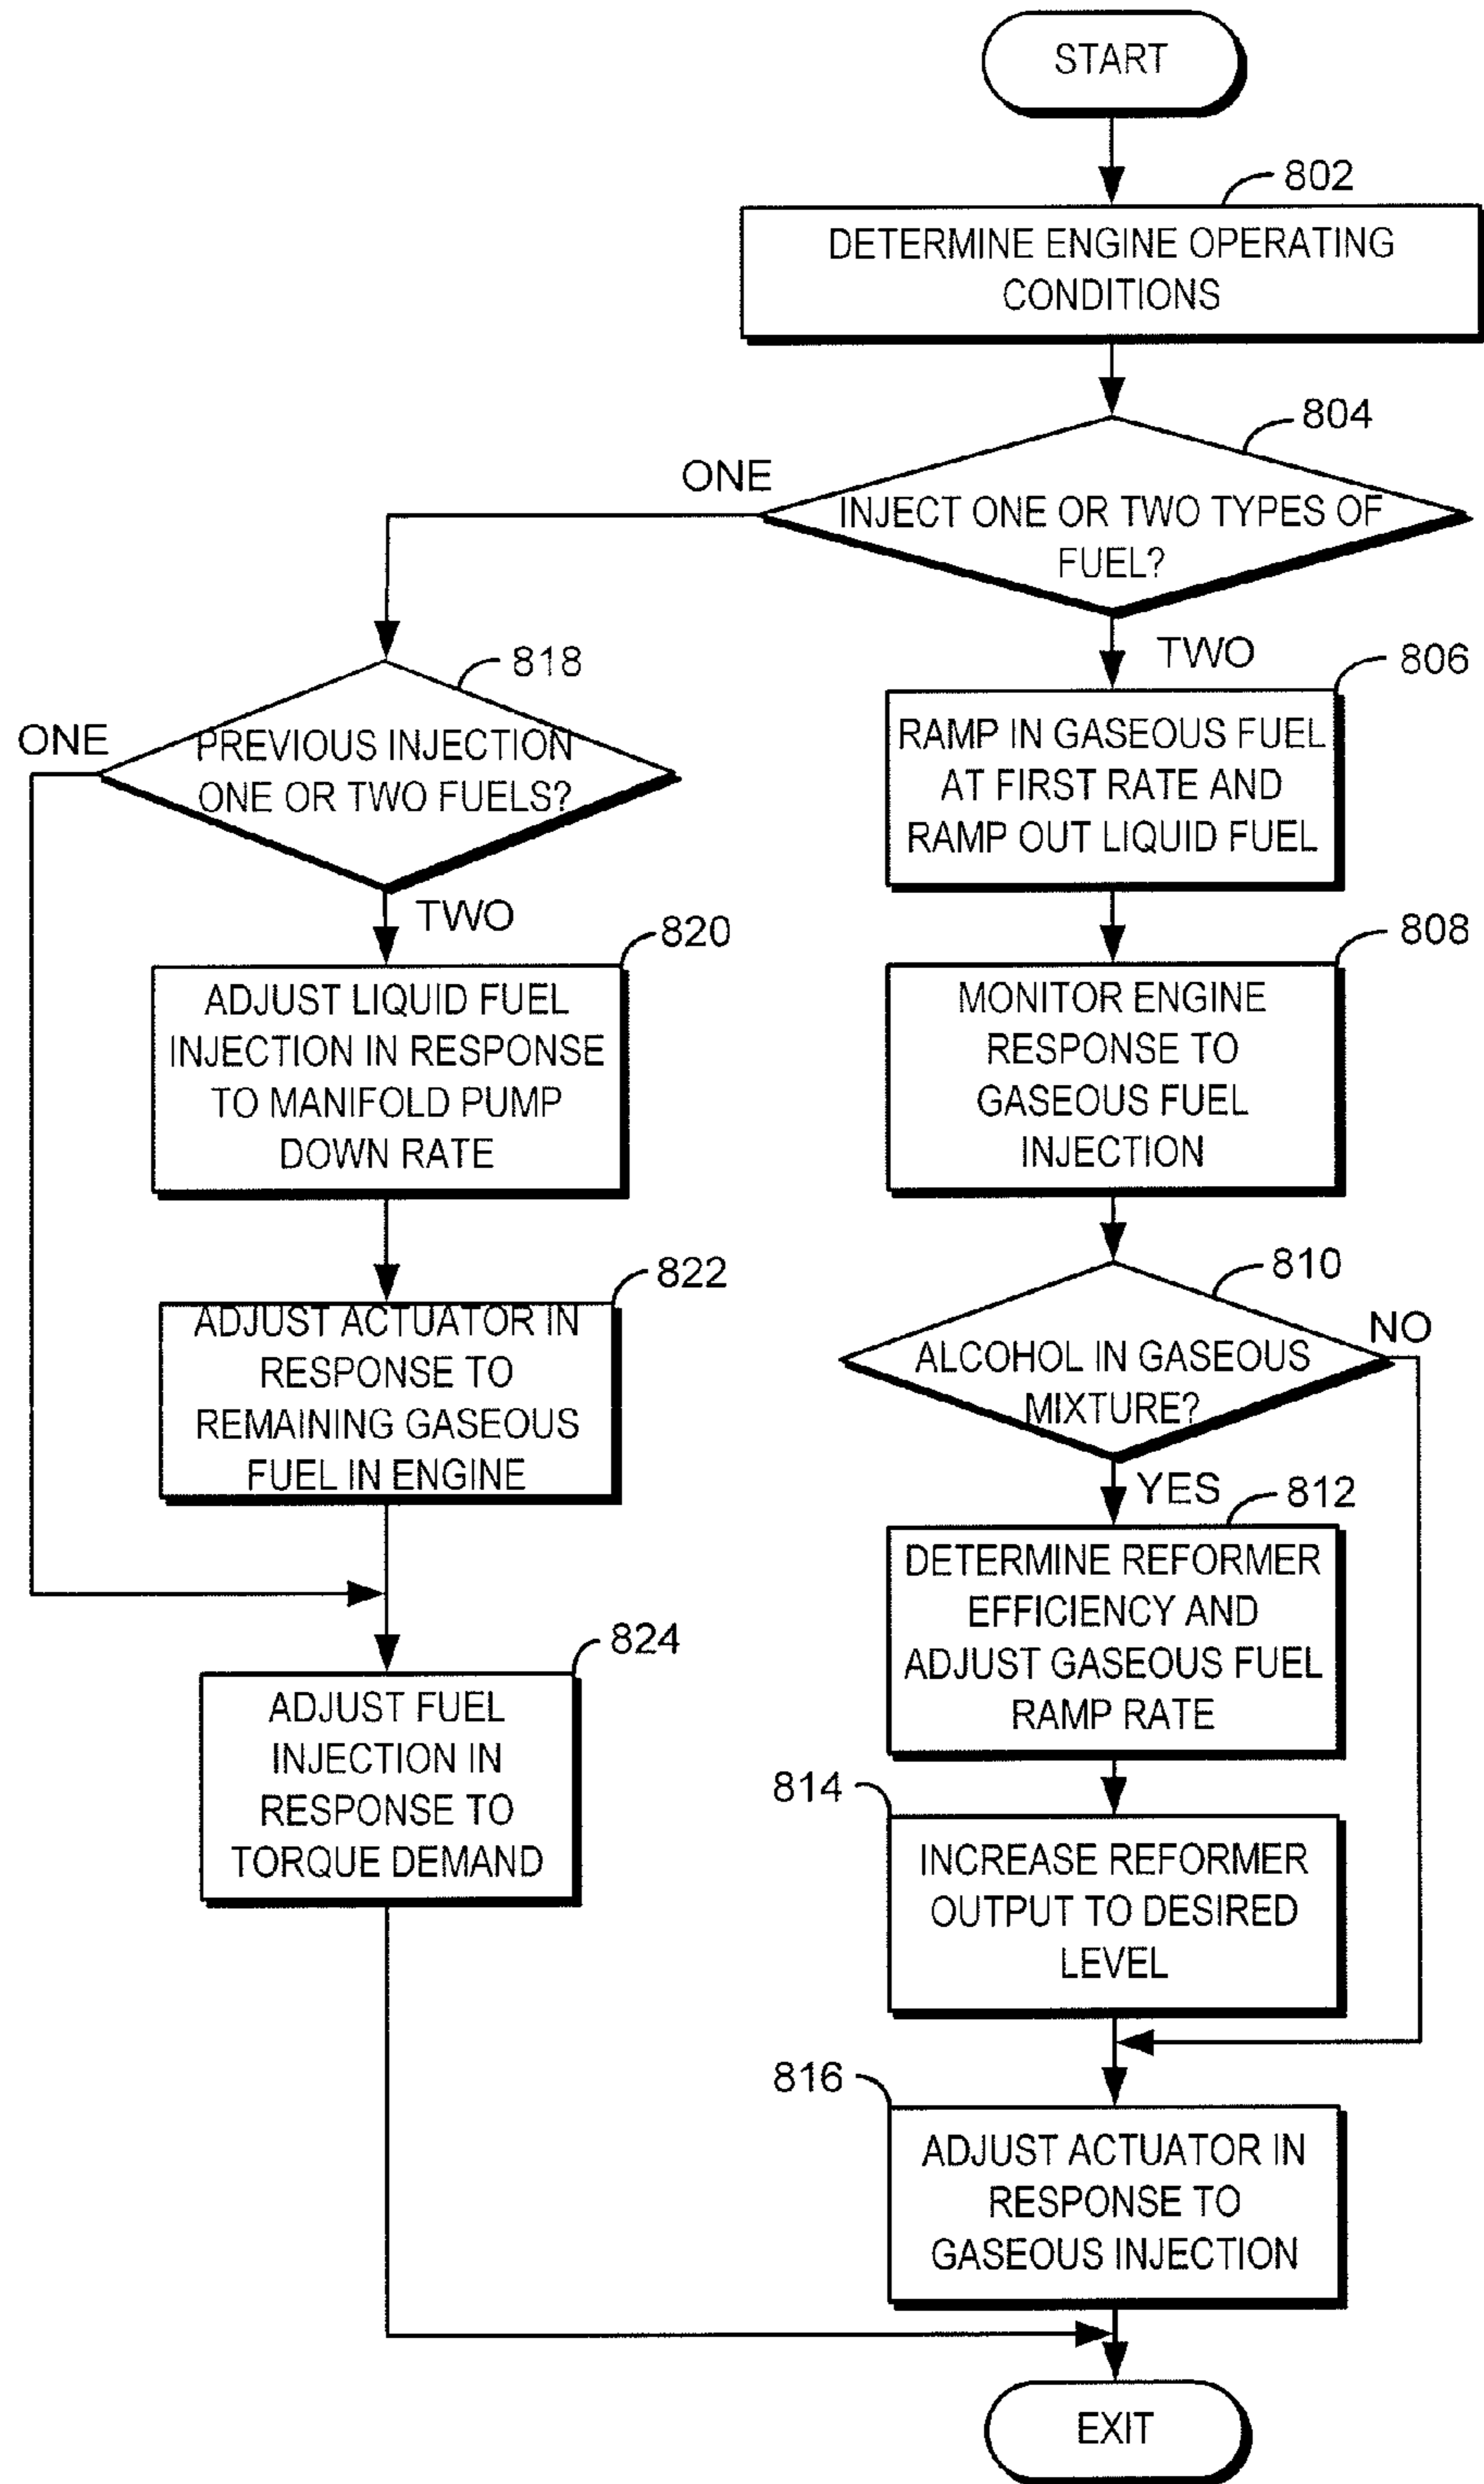 START
802
DETERMINE ENGINE OPERATING
CONDITIONS
804
INJECT ONE OR TWO TYPES OF
FUEL?
ONE
TWO
818
PREVIOUS INJECTION
ONE OR TWO FUELS?
ONE
TWO
820
ADJUST LIQUID FUEL
INJECTION IN RESPONSE
TO MANIFOLD PUMP
DOWN RATE
822
ADJUST ACTUATOR IN
RESPONSE TO
REMAINING GASEOUS
FUEL IN ENGINE
824
ADJUST FUEL
INJECTION IN
RESPONSE TO
TORQUE DEMAND
806
RAMP IN GASEOUS FUEL
AT FIRST RATE AND
RAMP OUT LIQUID FUEL
808
MONITOR ENGINE
RESPONSE TO
GASEOUS FUEL
INJECTION
810
ALCOHOL IN GASEOUS
MIXTURE?
NO
YES
812
DETERMINE REFORMER
EFFICIENCY AND
ADJUST GASEOUS FUEL
RAMP RATE
814
INCREASE REFORMER
OUTPUT TO DESIRED
LEVEL
816
ADJUST ACTUATOR IN
RESPONSE TO
GASEOUS INJECTION
EXIT